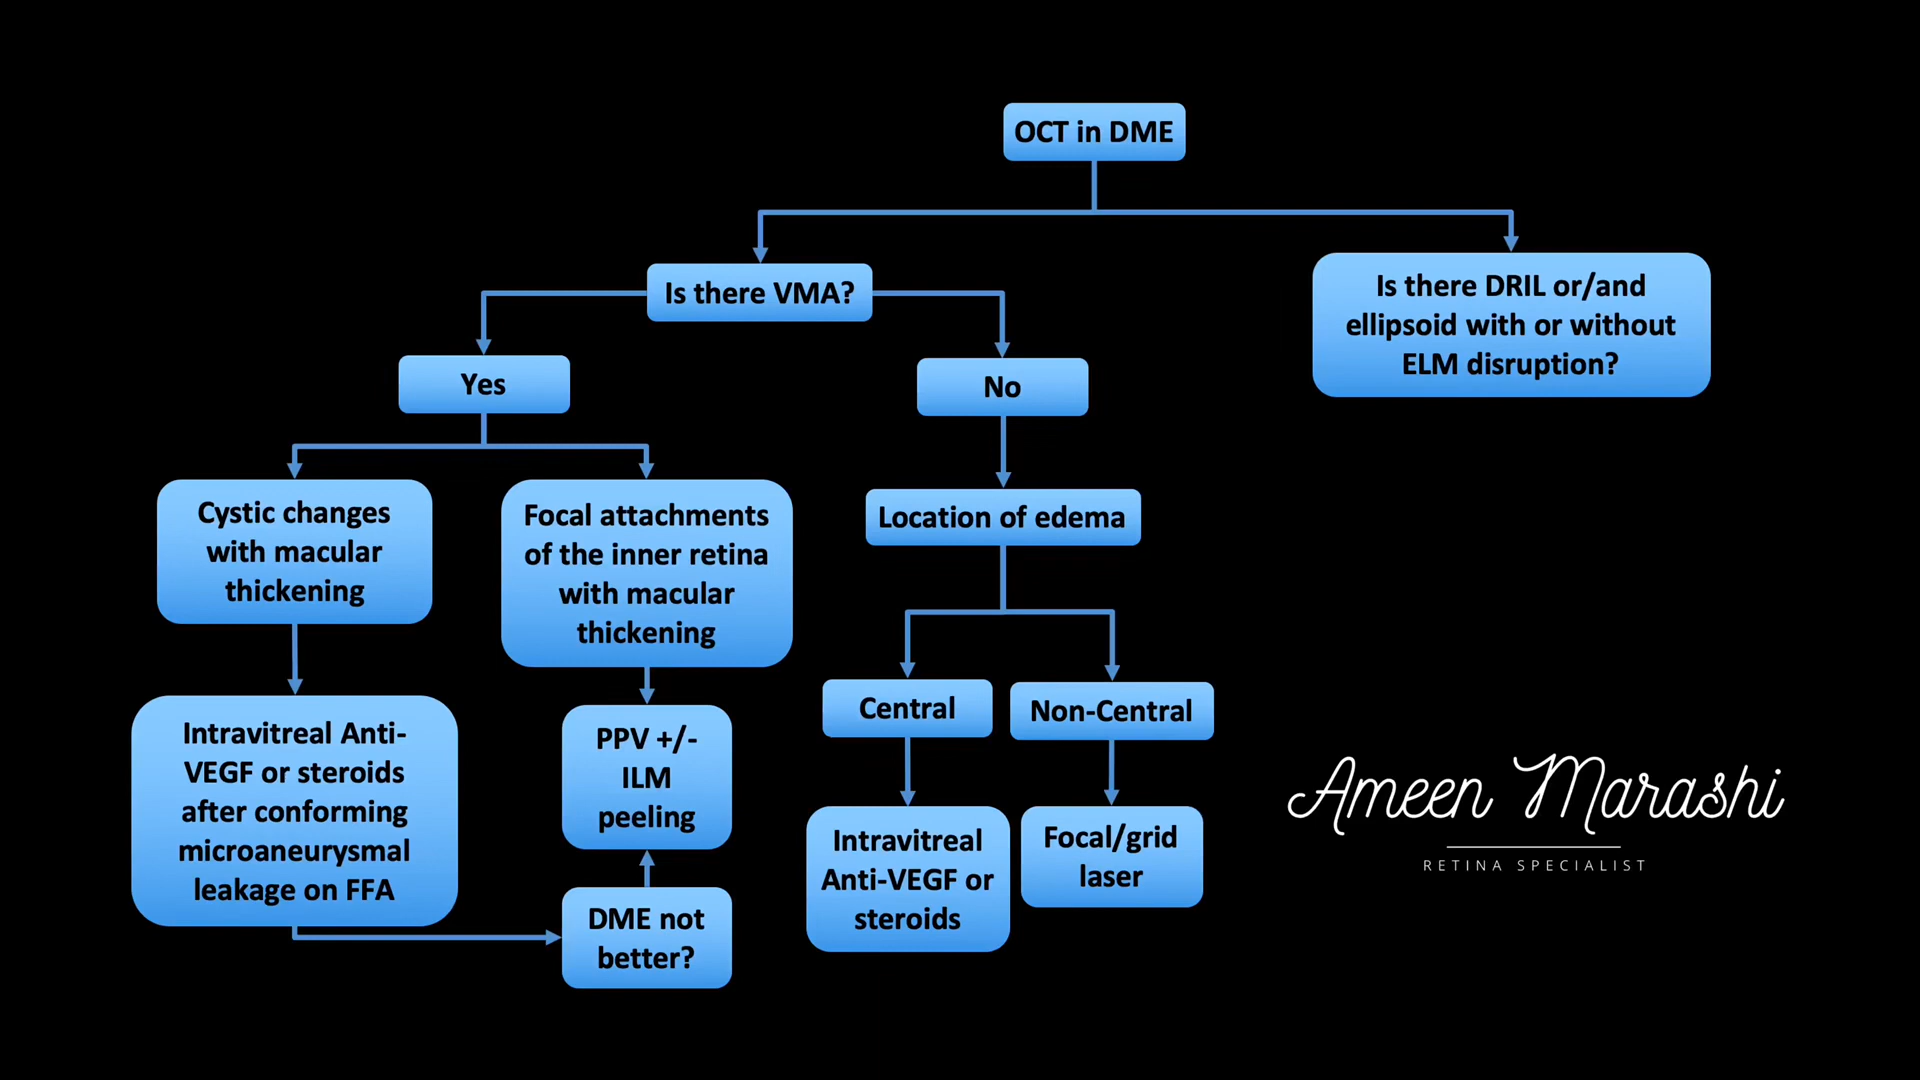 OCT in DME
Is there VMA?
Is there DRIL or/and
ellipsoid with or without
ELM disruption?
Yes
No
Cystic changes
with macular
thickening
Focal attachments
of the inner retina
with macular
thickening
Location of edema
Central
Non-Central
Intravitreal Anti-
VEGF or steroids
after conforming
microaneurysmal
leakage on FFA
PPV +/-
ILM
peeling
DME not
better?
Intravitreal
Anti-VEGF or
steroids
Focal/grid
laser
Ameen Marashi
RETINA SPECIALIST